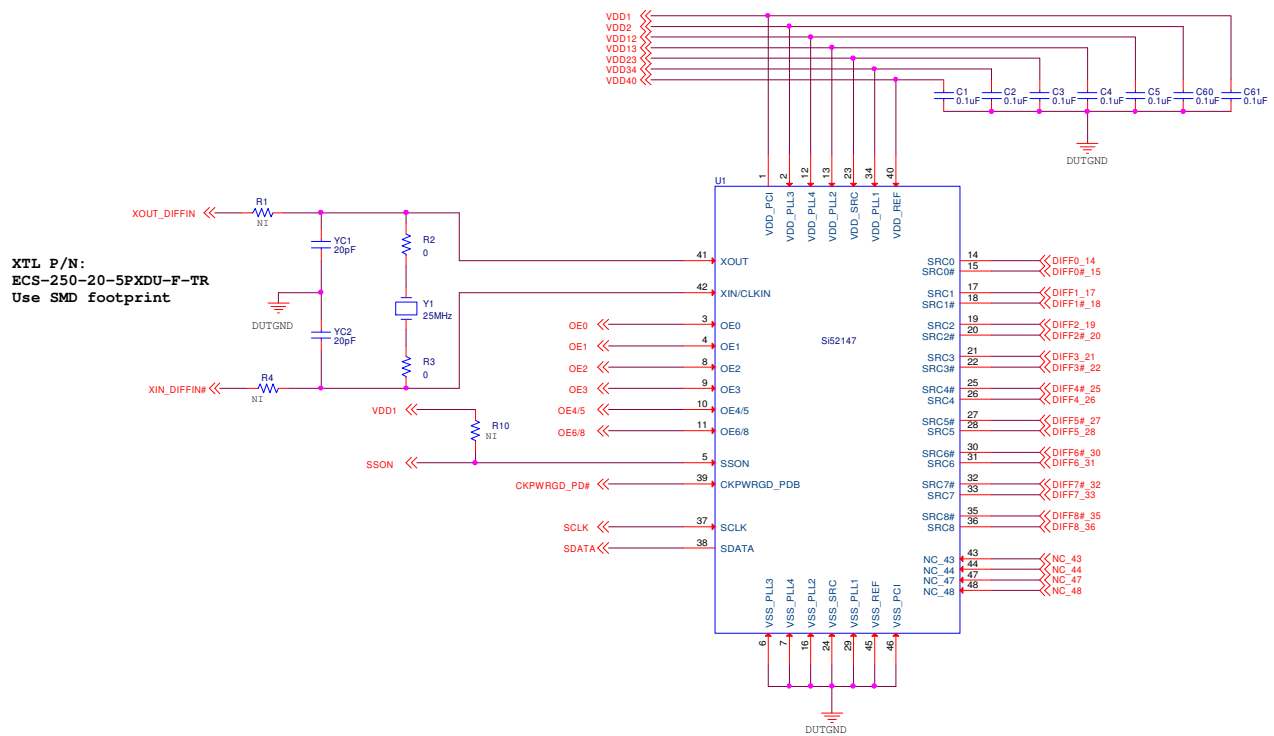 VDD1
VDD2
VDD12
VDD13
VDD23
VDD34
VDD40
C1 0.1uF
C2 0.1uF
C3 0.1uF
C4 0.1uF
C5 0.1uF
C60 0.1uF
C61 0.1uF
DUTGND
U1
1 2 12 13 23 34 40
VDD_PCI VDD_PLL3 VDD_PLL4 VDD_PLL2 VDD_SRC VDD_PLL1 VDD_REF
XOUT_DIFFIN
R1
NI
YC1
20pF
R2
0
XTL P/N:
ECS-250-20-5PXDU-F-TR
Use SMD footprint
DUTGND
Y1
25MHz
YC2
20pF
R3
0
XIN_DIFFIN#
R4
NI
VDD1
R10
NI
41 XOUT
42 XIN/CLKIN
OE0 3 OE0
OE1 4 OE1
OE2 8 OE2
OE3 9 OE3
OE4/5 10 OE4/5
OE6/8 11 OE6/8
SSON 5 SSON
CKPWRGD_PD# 39 CKPWRGD_PDB
SCLK 37 SCLK
SDATA 38 SDATA
Si52147
SRC0 14 DIFF0_14
SRC0# 15 DIFF0#_15
SRC1 17 DIFF1_17
SRC1# 18 DIFF1#_18
SRC2 19 DIFF2_19
SRC2# 20 DIFF2#_20
SRC3 21 DIFF3_21
SRC3# 22 DIFF3#_22
SRC4# 25 DIFF4#_25
SRC4 26 DIFF4_26
SRC5# 27 DIFF5#_27
SRC5 28 DIFF5_28
SRC6# 30 DIFF6#_30
SRC6 31 DIFF6_31
SRC7# 32 DIFF7#_32
SRC7 33 DIFF7_33
SRC8# 35 DIFF8#_35
SRC8 36 DIFF8_36
NC_43 43 NC_43
NC_44 44 NC_44
NC_47 47 NC_47
NC_48 48 NC_48
VSS_PLL3 VSS_PLL4 VSS_PLL2 VSS_SRC VSS_PLL1 VSS_REF VSS_PCI
6 7 16 24 29 45 46
DUTGND